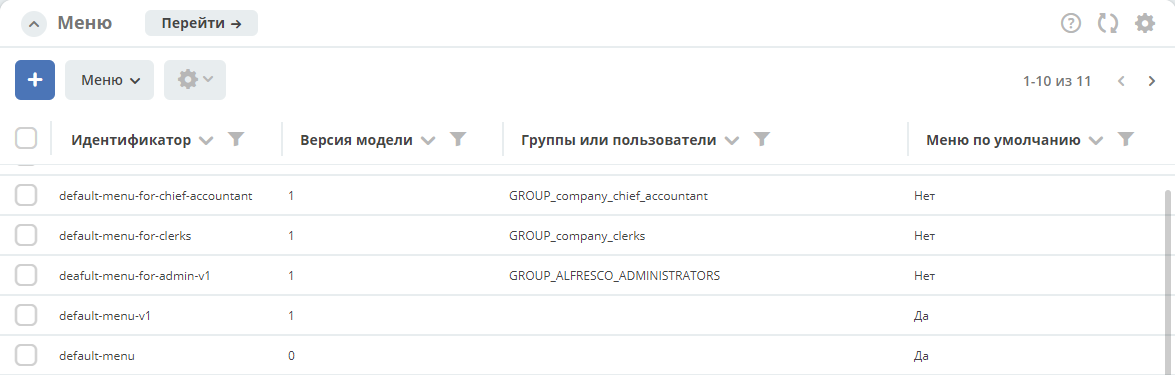 Меню Перейти →
+ Меню 1-10 из 11
Идентификатор Версия модели Группы или пользователи Меню по умолчанию
default-menu-for-chief-accountant 1 GROUP_company_chief_accountant Нет
default-menu-for-clerks 1 GROUP_company_clerks Нет
deafult-menu-for-admin-v1 1 GROUP_ALFRESCO_ADMINISTRATORS Нет
default-menu-v1 1 Да
default-menu 0 Да